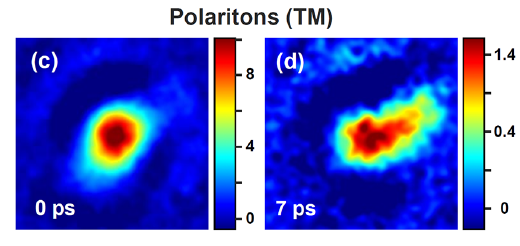 Polaritons (TM)
(c)
8
4
0
0 ps
(d)
1.4
0.4
0
7 ps